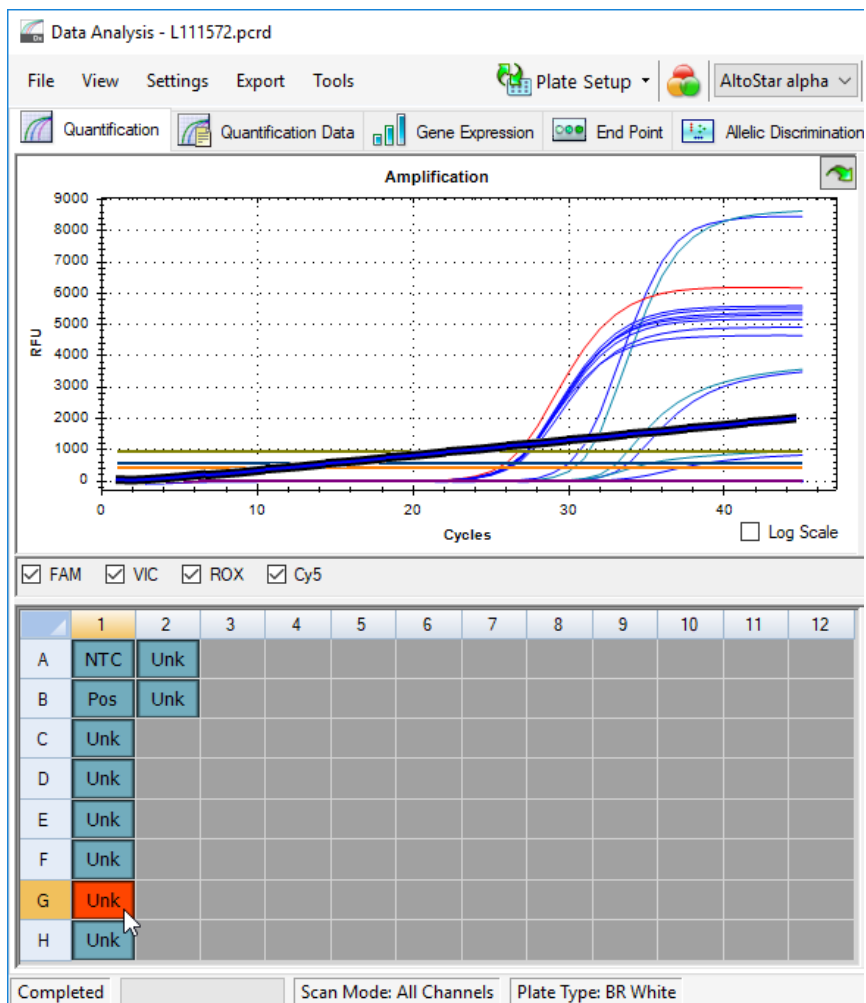 Data Analysis - L111572.pcrd
File View Settings Export Tools Plate Setup AltoStar alpha
Quantification Quantification Data Gene Expression End Point Allelic Discrimination
Amplification
9000
8000
7000
6000
5000
4000
3000
2000
1000
0
RFU
0 10 20 30 40
Cycles
Log Scale
FAM VIC ROX Cy5
1 2 3 4 5 6 7 8 9 10 11 12
A NTC Unk
B Pos Unk
C Unk
D Unk
E Unk
F Unk
G Unk
H Unk
Completed Scan Mode: All Channels Plate Type: BR White